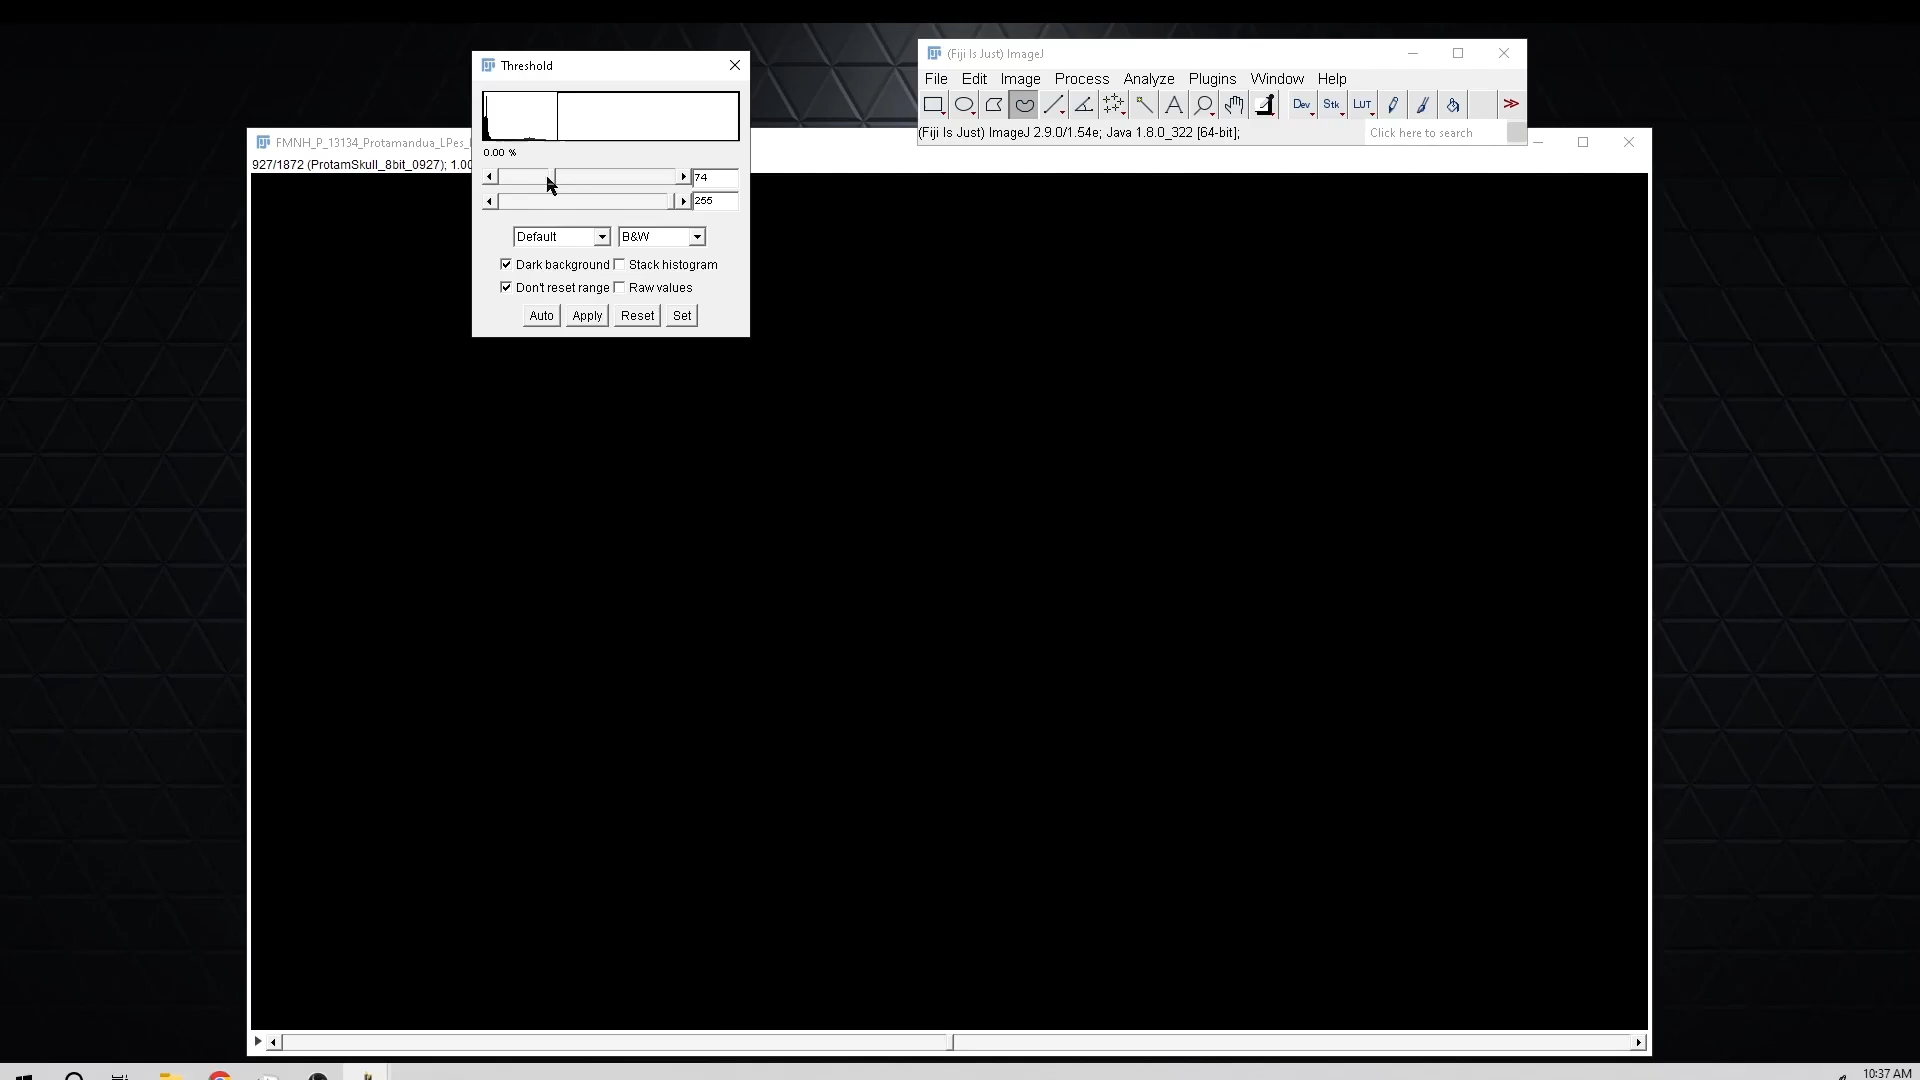 Threshold
0.00 %
74
255
Default
B&W
Dark background
Stack histogram
Don't reset range
Raw values
Auto
Apply
Reset
Set
(Fiji Is Just) ImageJ
File Edit Image Process Analyze Plugins Window Help
Dev Stk LUT
(Fiji Is Just) ImageJ 2.9.0/1.54e; Java 1.8.0_322 [64-bit];
Click here to search
FMNH_P_13134_Protamandua_LPes_
927/1872 (ProtamSkull_8bit_0927); 1.00
10:37 AM